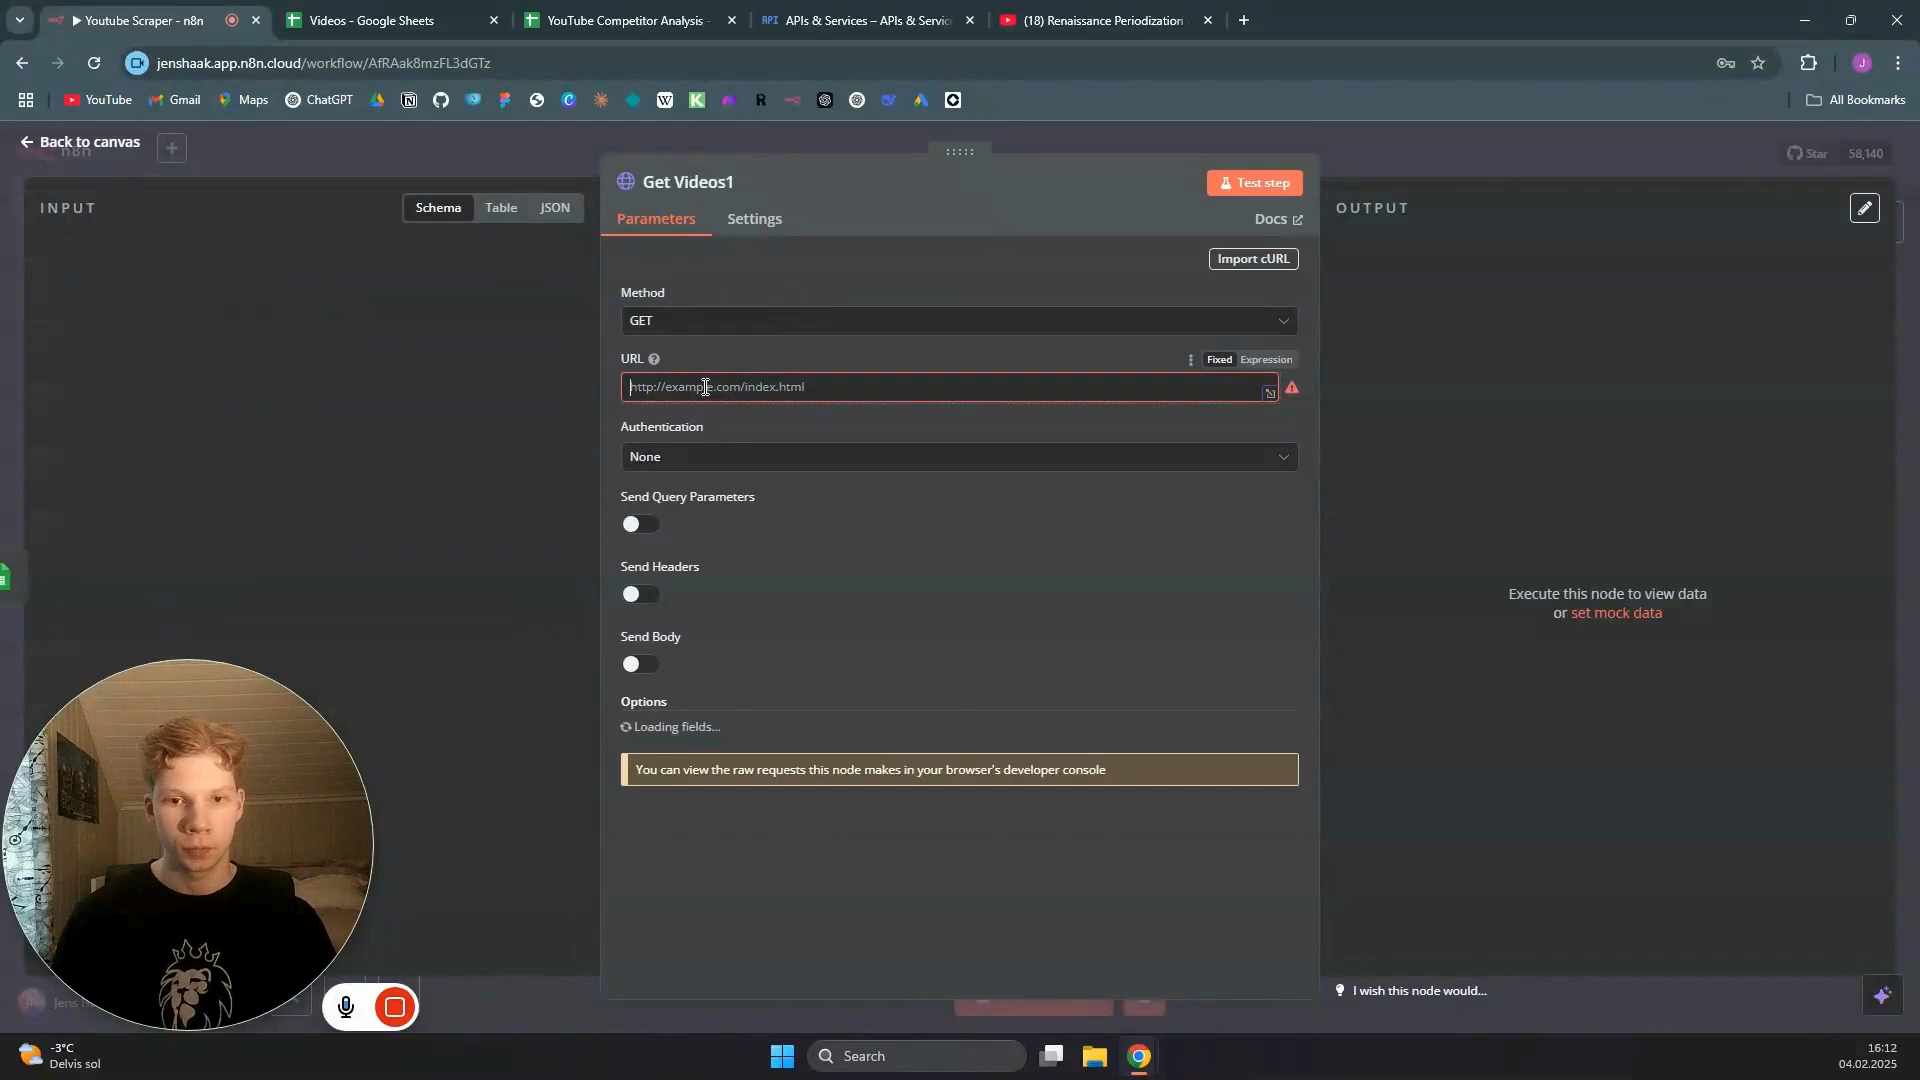 Youtube Scraper - n8n
Videos - Google Sheets
YouTube Competitor Analysis -
API
APIs & Services – APIs & Servic
(18) Renaissance Periodization
jenshaak.app.n8n.cloud/workflow/AfRAak8mzFL3dGTz
J
YouTube
Gmail
Maps
ChatGPT
All Bookmarks
Back to canvas
n8n
Star 58,140
INPUT
Schema
Table
JSON
Get Videos1
Test step
OUTPUT
Parameters
Settings
Docs
Import cURL
Method
GET
URL
Fixed
Expression
http://example.com/index.html
Authentication
None
Send Query Parameters
Send Headers
Send Body
Options
Loading fields...
You can view the raw requests this node makes in your browser's developer console
Execute this node to view data
or set mock data
I wish this node would...
Jens
-3°C
Delvis sol
Search
16:12
04.02.2025